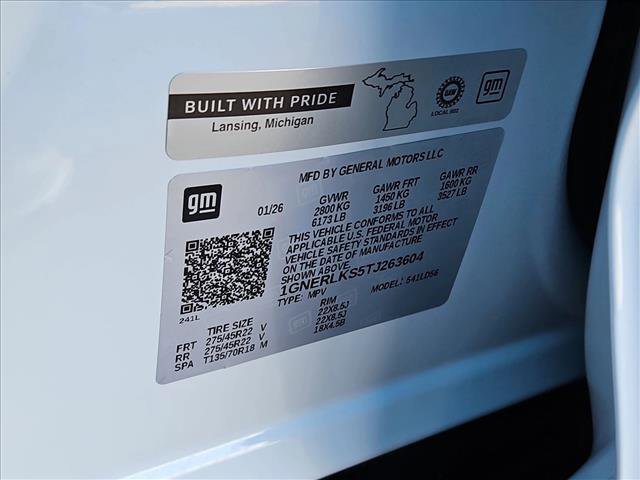 BUILT WITH PRIDE
Lansing, Michigan
LOCAL 602
gm
MFD BY GENERAL MOTORS LLC
gm
01/26
GVWR GAWR FRT GAWR RR
2800 KG 1450 KG 1600 KG
6173 LB 3196 LB 3527 LB
THIS VEHICLE CONFORMS TO ALL
APPLICABLE U.S. FEDERAL MOTOR
VEHICLE SAFETY STANDARDS IN EFFECT
ON THE DATE OF MANUFACTURE
SHOWN ABOVE.
1GNERLKS5TJ263604
TYPE: MPV MODEL: 541LD56
241L
TIRE SIZE RIM
FRT 275/45R22 V 22X8.5J
RR 275/45R22 V 22X8.5J
SPA T135/70R18 M 18X4.5B